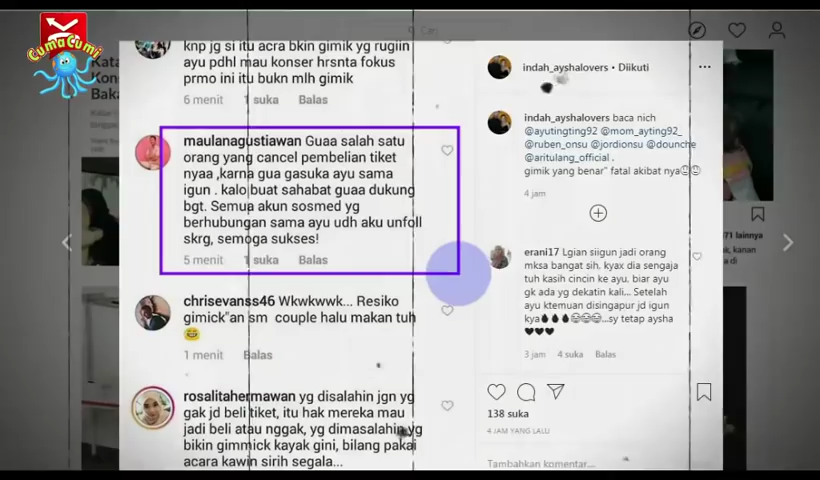 CumaCumi
Cari
knp jg si itu acra bkin gimik yg rugiin
ayu pdhl mau konser hrsnta fokus
prmo ini itu bukn mlh gimik
6 menit 1 suka Balas
maulanagustiawan Guaa salah satu
orang yang cancel pembelian tiket
nyaa ,karna gua gasuka ayu sama
igun . kalo buat sahabat guaa dukung
bgt. Semua akun sosmed yg
berhubungan sama ayu udh aku unfoll
skrg, semoga sukses!
5 menit 1 suka Balas
chrisevanss46 Wkwkwwk... Resiko
gimick"an sm couple halu makan tuh
😅
1 menit Balas
rosalitahermawan yg disalahin jgn yg
gak jd beli tiket, itu hak mereka mau
jadi beli atau nggak, yg dimasalahin yg
bikin gimmick kayak gini, bilang pakai
acara kawin sirih segala...
indah_ayshalovers • Diikuti
indah_ayshalovers baca nich
@ayutingting92 @mom_ayting92_
@ruben_onsu @jordionsu @dounche
@aritulang_official .
gimik yang benar" fatal akibat nya
4 jam
erani17 Lgian siigun jadi orang
mksa bangat sih. kyax dia sengaja
tuh kasih cincin ke ayu. biar ayu
gk ada yg dekatin kali... Setelah
ayu ktemuan disingapur jd igun
kya ...sy tetap aysha
3 jam 4 suka Balas
138 suka
4 JAM YANG LALU
Tambahkan komentar...
Kata
Kons
Baka
71 lainnya
a, kanan
a di